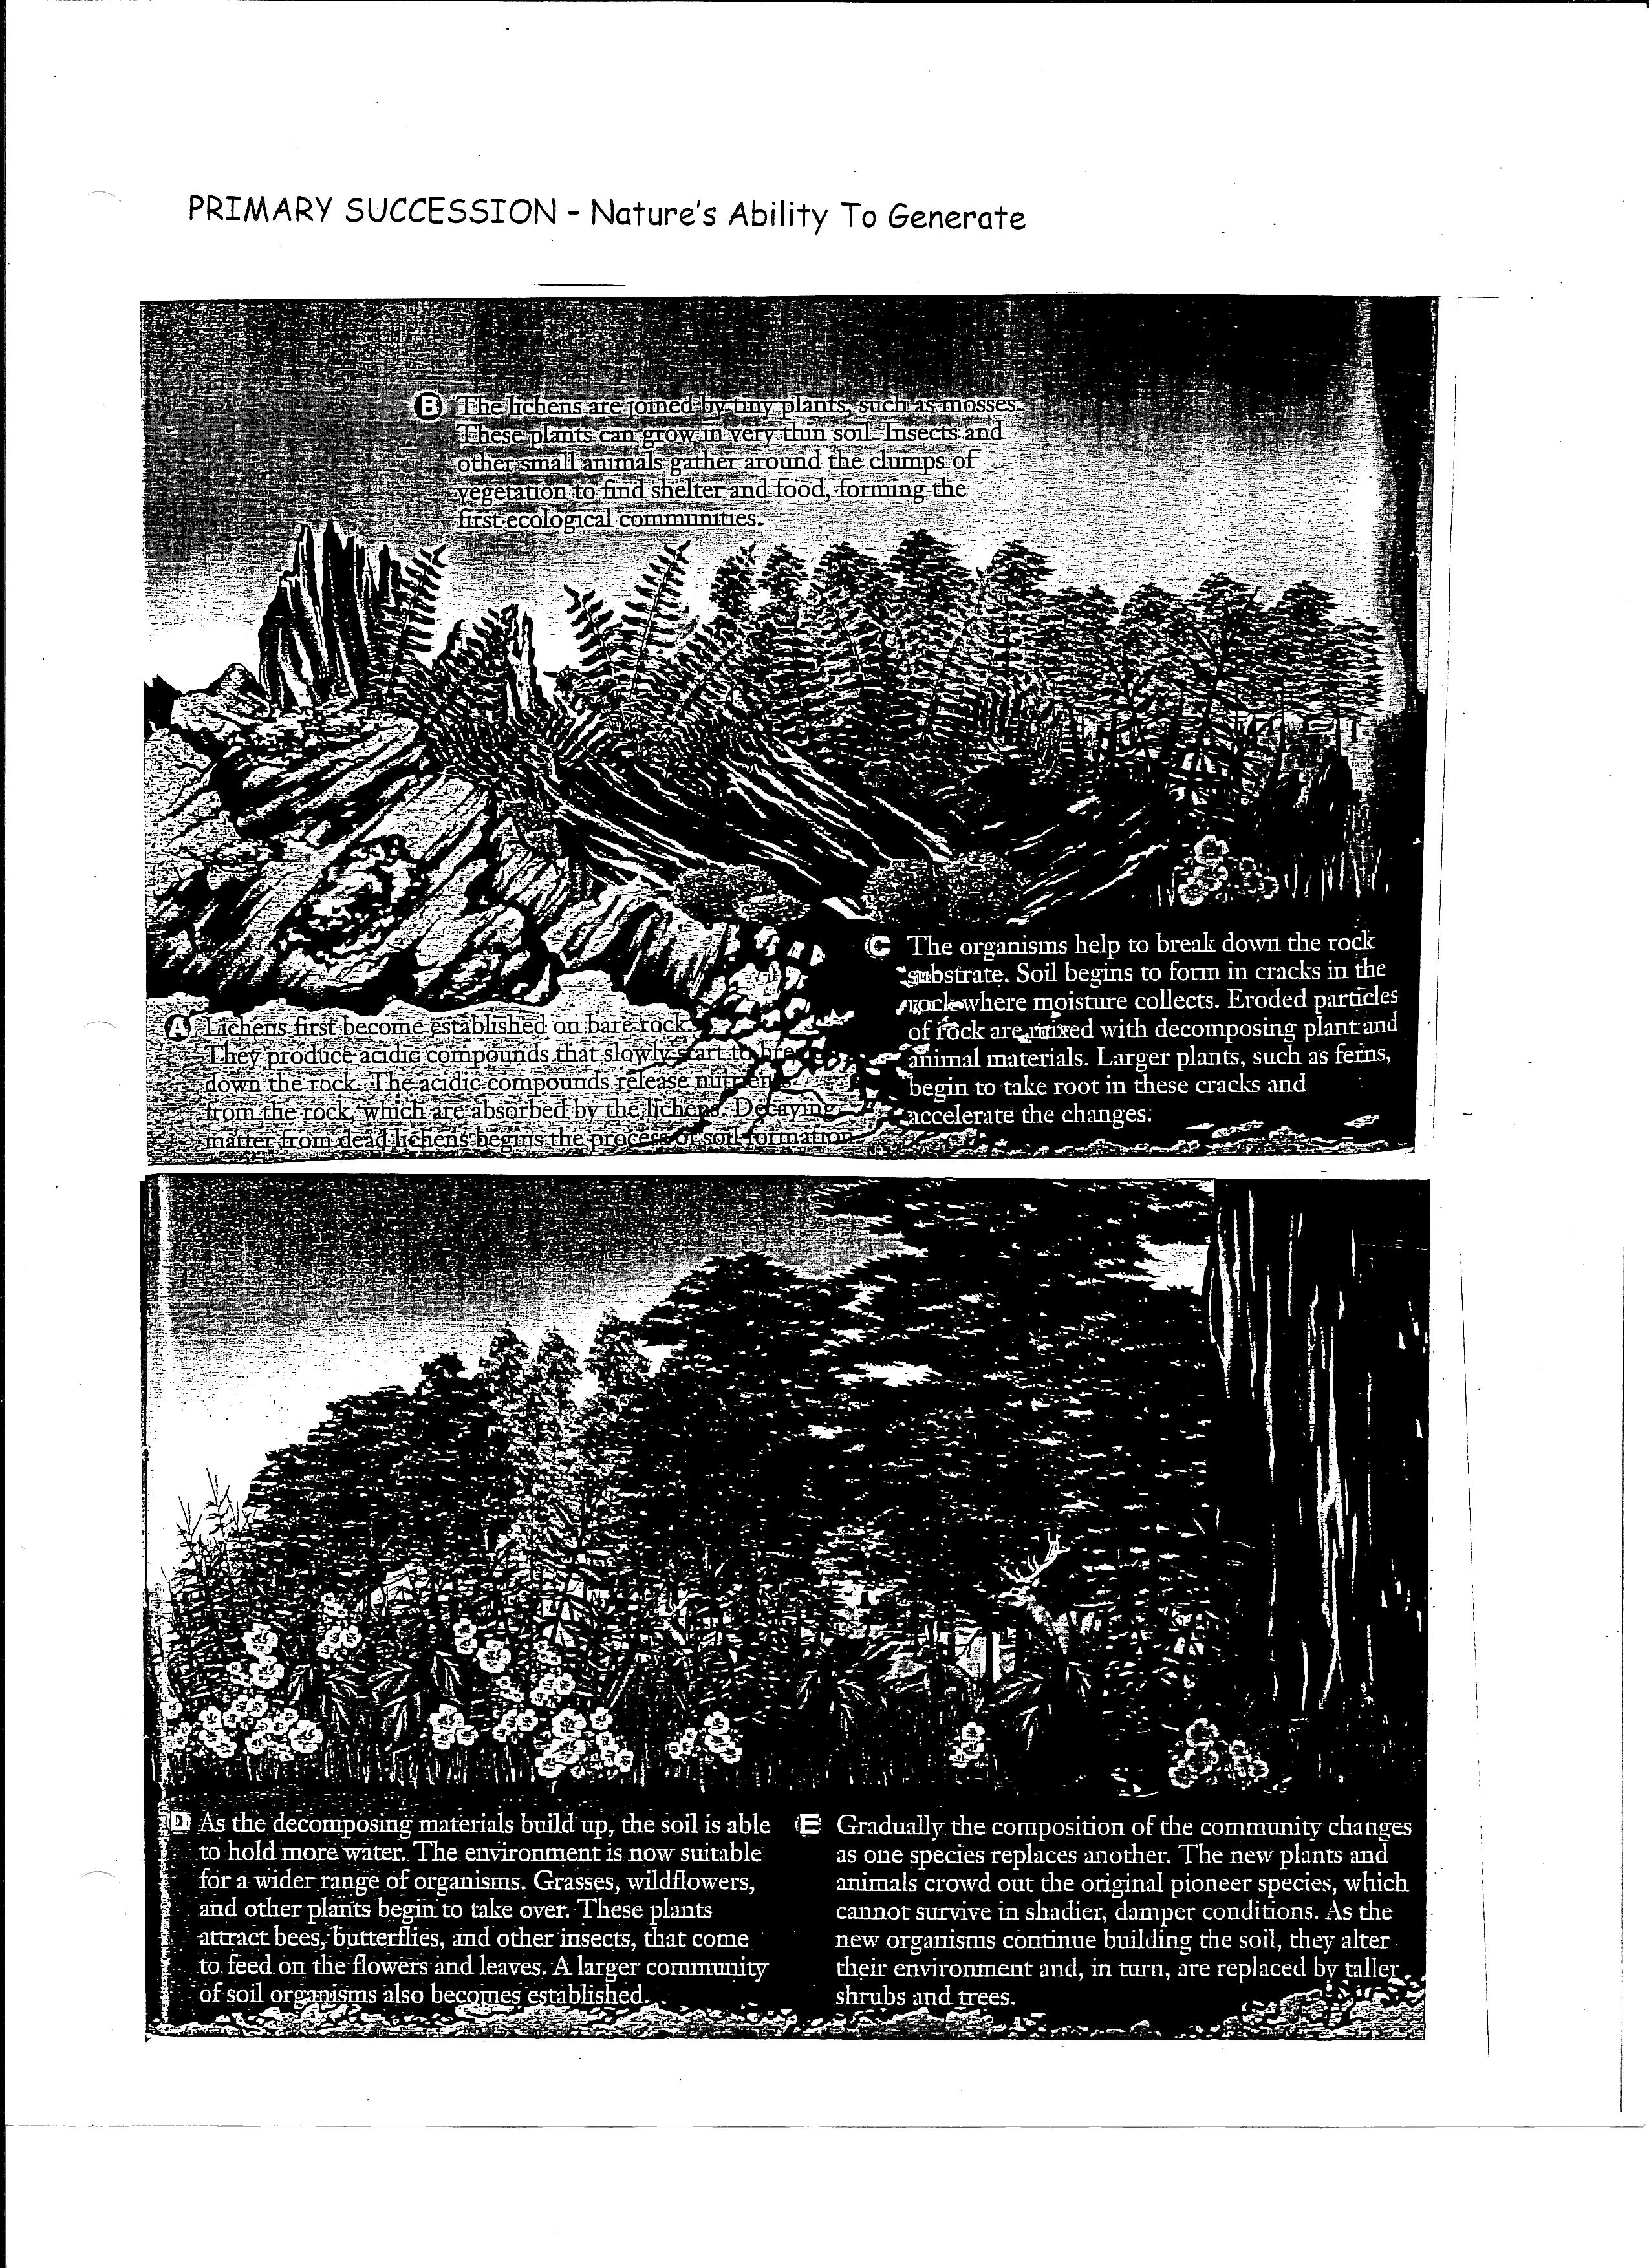 PRIMARY SUCCESSION - Nature's Ability To Generate
B The lichens are joined by tiny plants, such as mosses.
These plants can grow in very thin soil. Insects and
other small animals gather around the clumps of
vegetation to find shelter and food, forming the
first ecological communities.
C The organisms help to break down the rock
substrate. Soil begins to form in cracks in the
rock where moisture collects. Eroded particles
of rock are mixed with decomposing plant and
animal materials. Larger plants, such as ferns,
begin to take root in these cracks and
accelerate the changes.
A Lichens first become established on bare rock.
They produce acidic compounds that slowly start to break
down the rock. The acidic compounds release nutrients
from the rock, which are absorbed by the lichens. Decaying
matter from dead lichens begins the process of soil formation
D As the decomposing materials build up, the soil is able
to hold more water. The environment is now suitable
for a wider range of organisms. Grasses, wildflowers,
and other plants begin to take over. These plants
attract bees, butterflies, and other insects, that come
to feed on the flowers and leaves. A larger community
of soil organisms also becomes established.
E Gradually the composition of the community changes
as one species replaces another. The new plants and
animals crowd out the original pioneer species, which
cannot survive in shadier, damper conditions. As the
new organisms continue building the soil, they alter
their environment and, in turn, are replaced by taller
shrubs and trees.